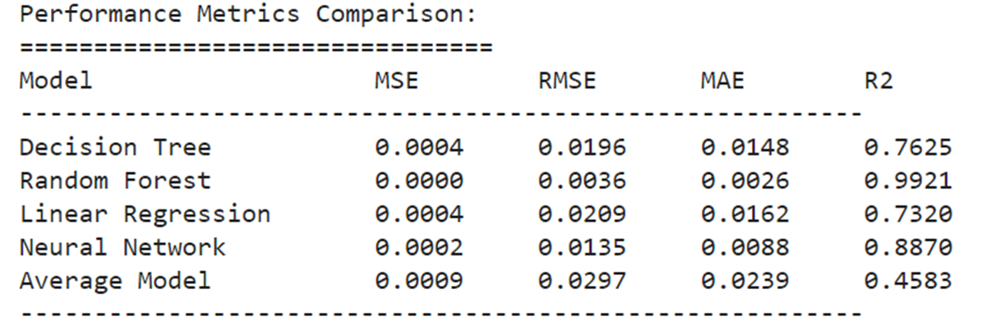 Performance Metrics Comparison:
================================
Model MSE RMSE MAE R2
----------------------------------------------------------
Decision Tree 0.0004 0.0196 0.0148 0.7625
Random Forest 0.0000 0.0036 0.0026 0.9921
Linear Regression 0.0004 0.0209 0.0162 0.7320
Neural Network 0.0002 0.0135 0.0088 0.8870
Average Model 0.0009 0.0297 0.0239 0.4583
----------------------------------------------------------